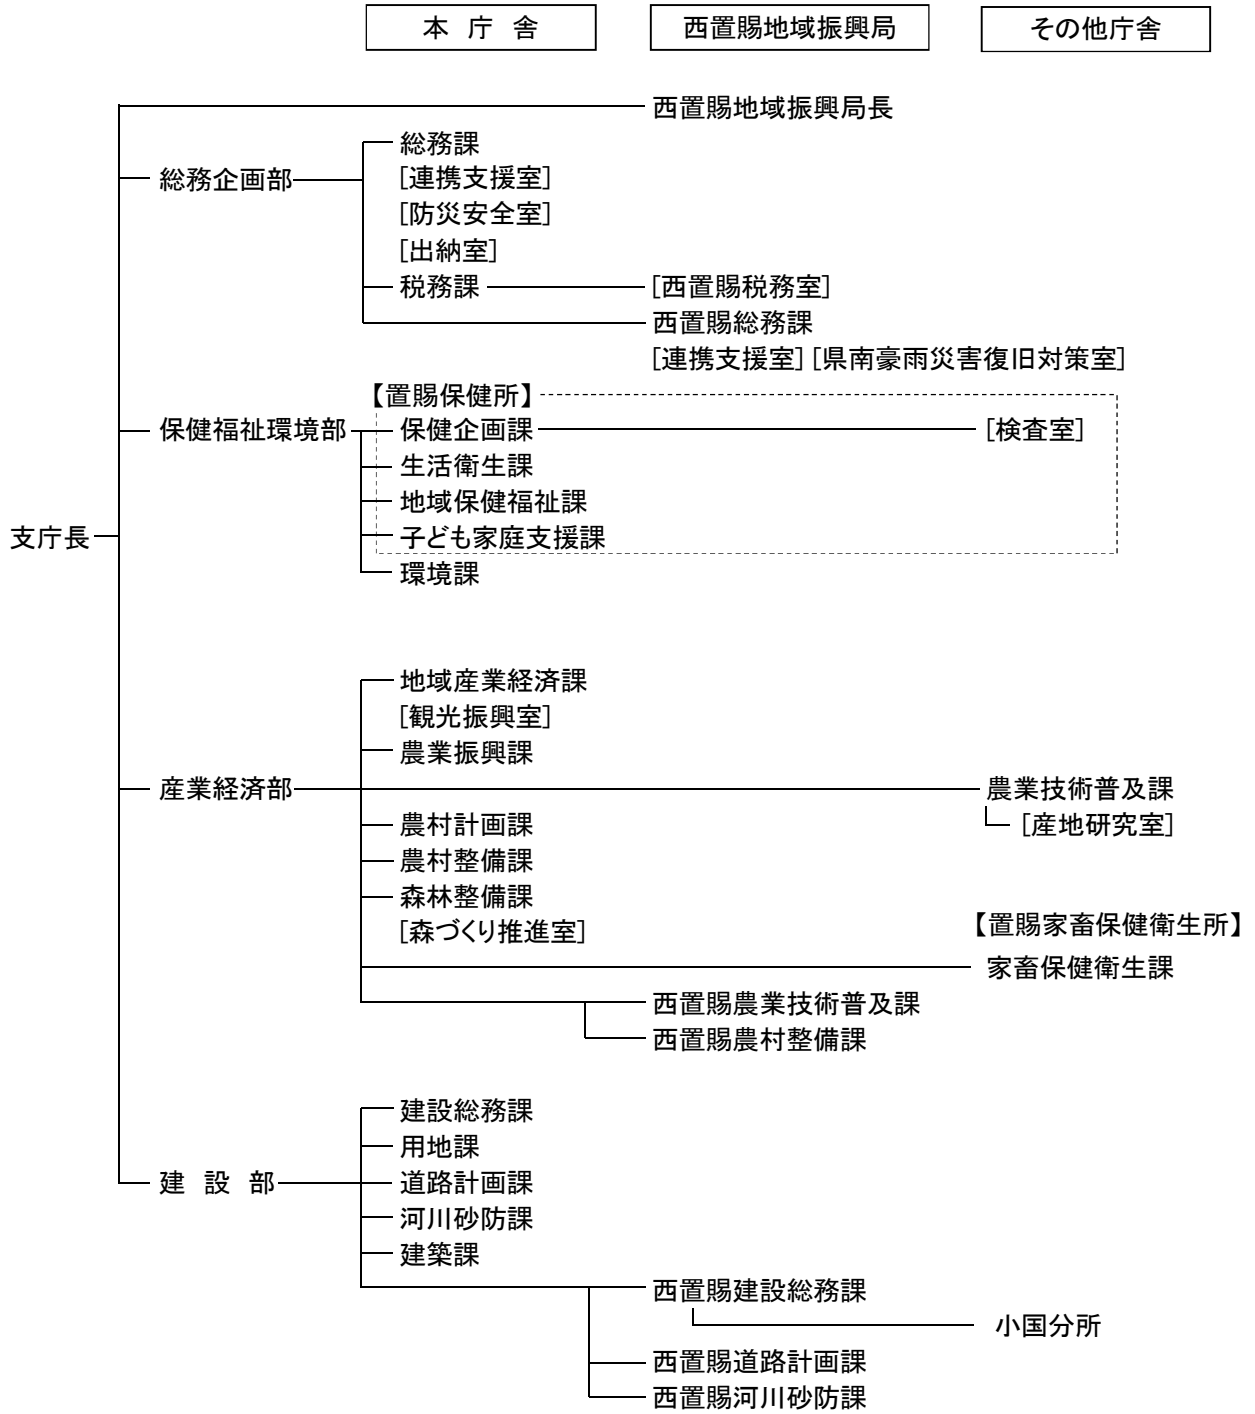 本庁舎 西置賜地域振興局 その他庁舎
西置賜地域振興局長
総務課
総務企画部 [連携支援室]
[防災安全室]
[出納室]
税務課 [西置賜税務室]
西置賜総務課
[連携支援室] [県南豪雨災害復旧対策室]
【置賜保健所】
保健福祉環境部 保健企画課 [検査室]
生活衛生課
地域保健福祉課
支庁長 子ども家庭支援課
環境課
地域産業経済課
[観光振興室]
農業振興課
産業経済部 農業技術普及課
農村計画課 [産地研究室]
農村整備課
森林整備課
[森づくり推進室] 【置賜家畜保健衛生所】
家畜保健衛生課
西置賜農業技術普及課
西置賜農村整備課
建設総務課
用地課
建設部 道路計画課
河川砂防課
建築課
西置賜建設総務課
小国分所
西置賜道路計画課
西置賜河川砂防課